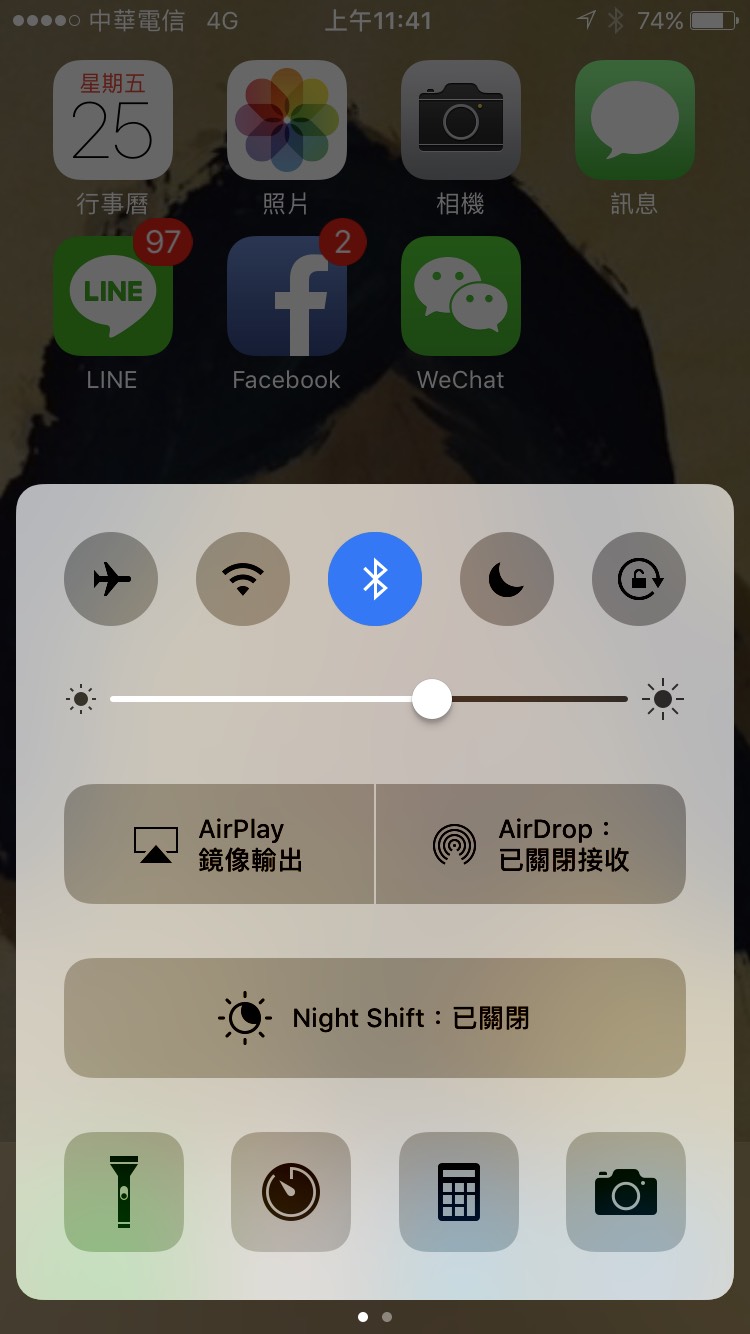 中華電信 4G 上午11:41 74%
星期五
25
行事曆 照片 相機 訊息
97 2
LINE
LINE Facebook WeChat
AirPlay
鏡像輸出
AirDrop：
已關閉接收
Night Shift：已關閉